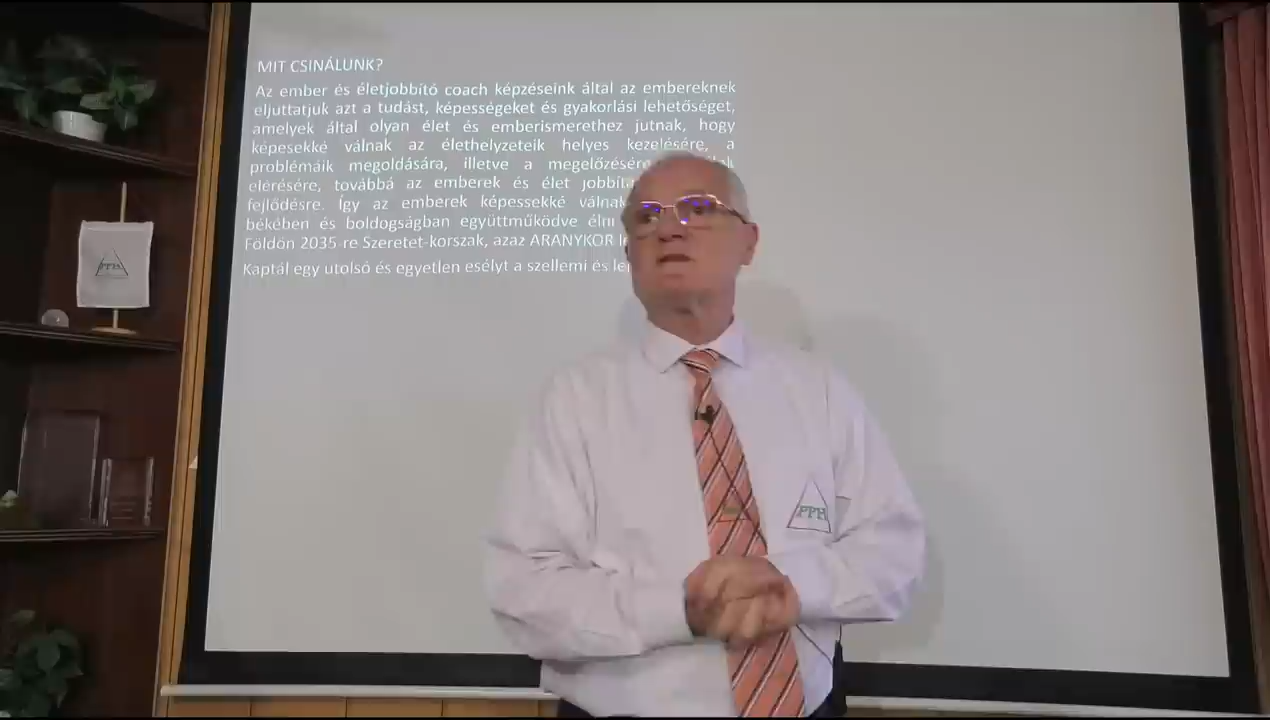 MIT CSINÁLUNK?
Az ember és életjobbító coach képzéseink által az embereknek
eljuttatjuk azt a tudást, képességeket és gyakorlási lehetőséget,
amelyek által olyan élet és emberismerethez jutnak, hogy
képesekké válnak az élethelyzeteik helyes kezelésére, a
problémáik megoldására, illetve a megelőzésére
elérésére, továbbá az emberek és élet
fejlődésre. Így az emberek képessekké válnak
békében és boldogságban együttműködve élni
Földön 2035-re Szeretet-korszak, azaz ARANYKOR
Kaptál egy utolsó és egyetlen esélyt a szellemi és
PPH
PPH